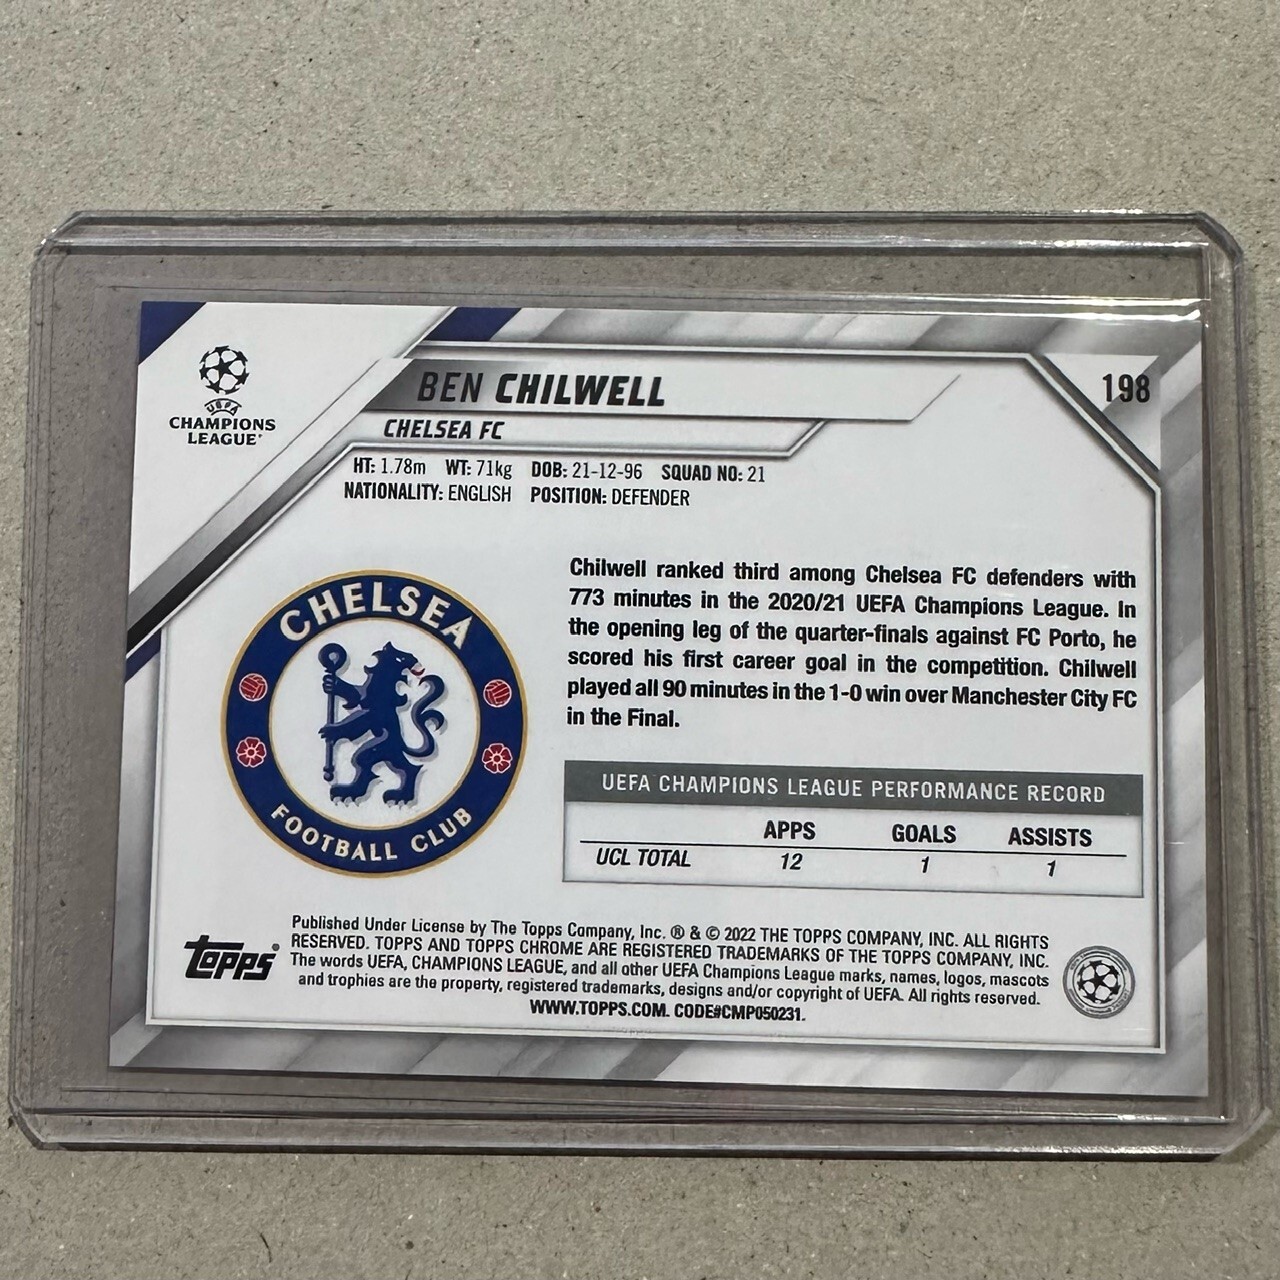 UEFA
CHAMPIONS
LEAGUE
BEN CHILWELL
198
CHELSEA FC
HT: 1.78m WT: 71kg DOB: 21-12-96 SQUAD NO: 21
NATIONALITY: ENGLISH POSITION: DEFENDER
CHELSEA
FOOTBALL CLUB
Chilwell ranked third among Chelsea FC defenders with
773 minutes in the 2020/21 UEFA Champions League. In
the opening leg of the quarter-finals against FC Porto, he
scored his first career goal in the competition. Chilwell
played all 90 minutes in the 1-0 win over Manchester City FC
in the Final.
UEFA CHAMPIONS LEAGUE PERFORMANCE RECORD
APPS GOALS ASSISTS
UCL TOTAL 12 1 1
topps®
Published Under License by The Topps Company, Inc. ® & © 2022 THE TOPPS COMPANY, INC. ALL RIGHTS
RESERVED. TOPPS AND TOPPS CHROME ARE REGISTERED TRADEMARKS OF THE TOPPS COMPANY, INC.
The words UEFA, CHAMPIONS LEAGUE, and all other UEFA Champions League marks, names, logos, mascots
and trophies are the property, registered trademarks, designs and/or copyright of UEFA. All rights reserved.
WWW.TOPPS.COM. CODE#CMP050231.